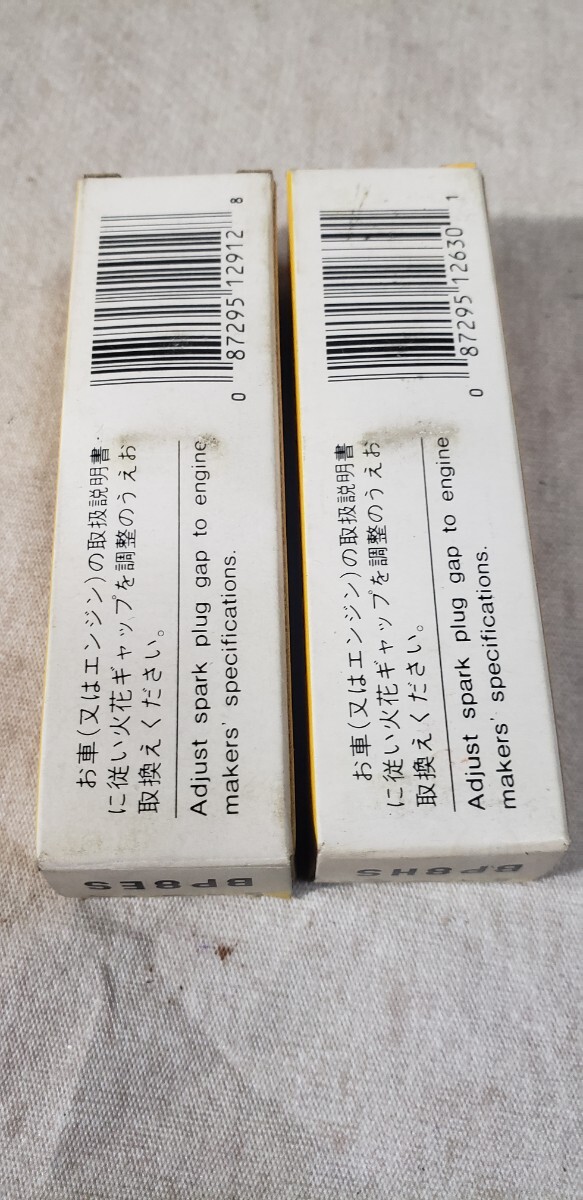 0 87295 12912 8
お車(又はエンジン)の取扱説明書
に従い火花ギャップを調整のうえお
取換えください。
Adjust spark plug gap to engine
makers' specifications.
BP8ES
0 87295 12630 1
お車(又はエンジン)の取扱説明書
に従い火花ギャップを調整のうえお
取換えください。
Adjust spark plug gap to engine
makers' specifications.
BP8HS